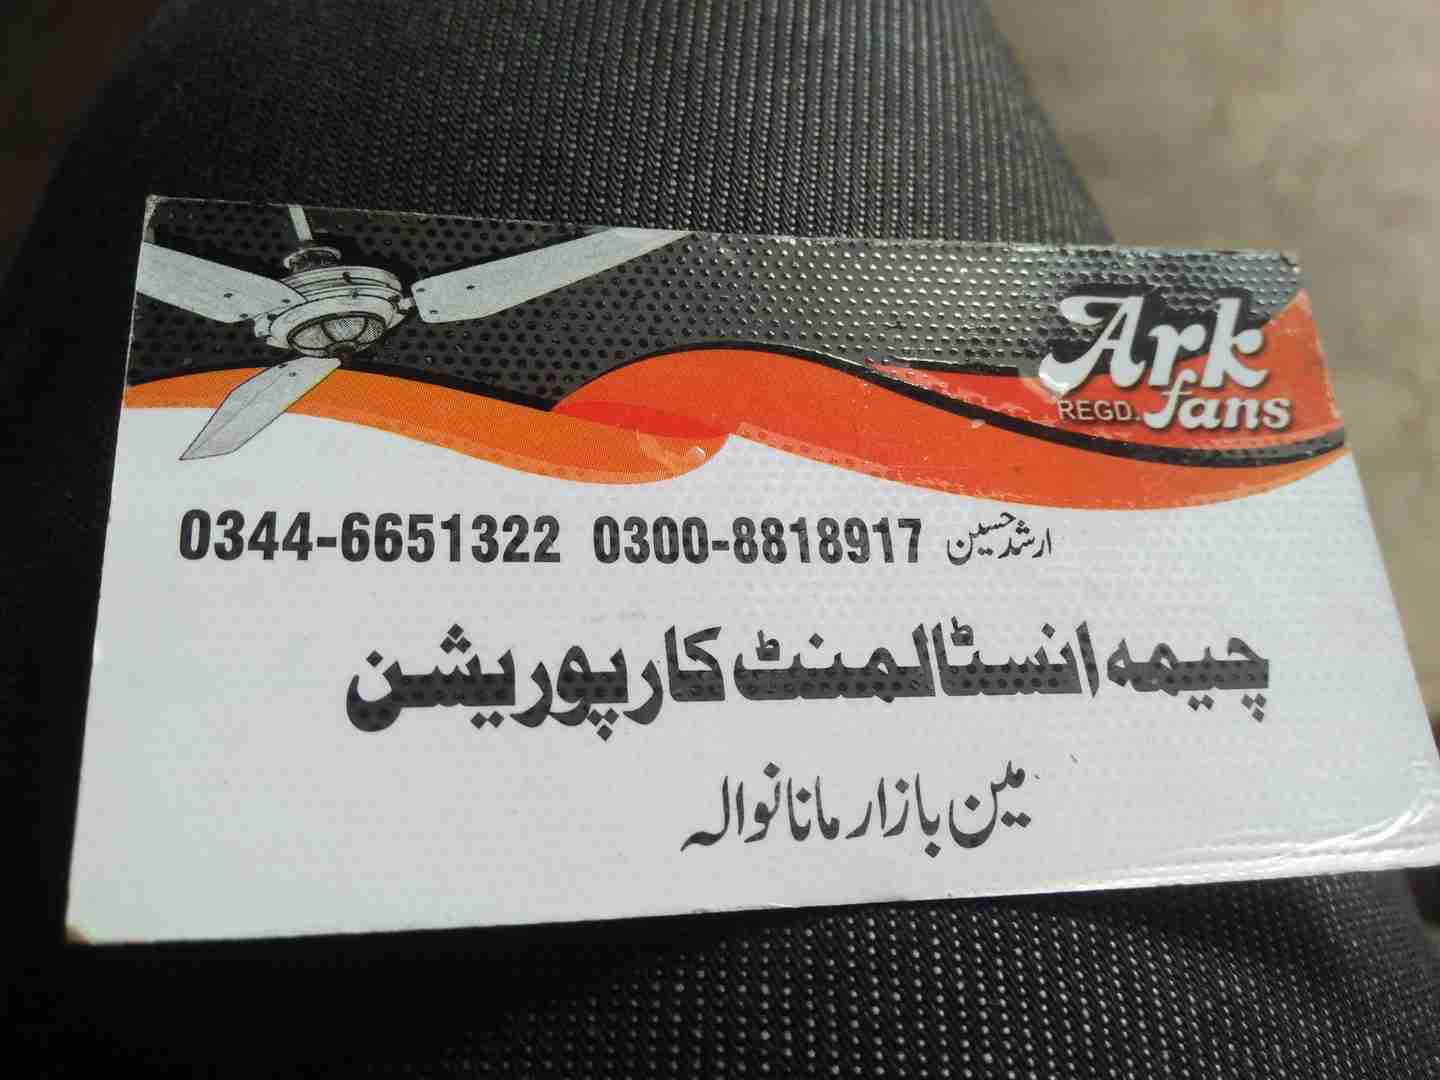 Ark
REGD. fans
0344-6651322 0300-8818917 ارشد حسین
چیمہ انسٹالمنٹ کارپوریشن
مین بازار مانانوالہ